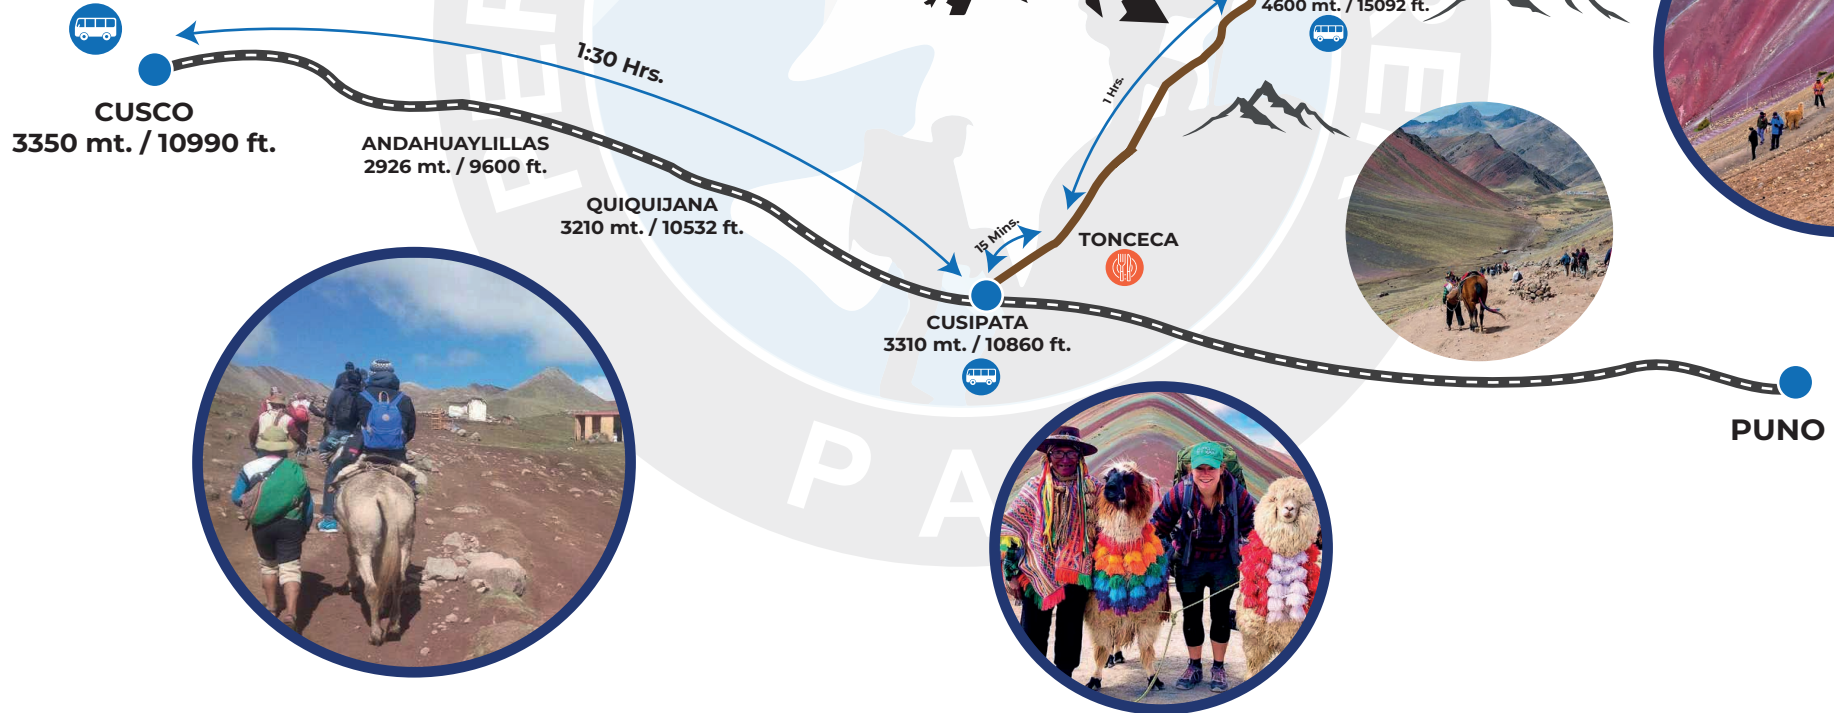 4600 mt. / 15092 ft.
1:30 Hrs.
1 Hrs.
CUSCO
3350 mt. / 10990 ft.
ANDAHUAYLILLAS
2926 mt. / 9600 ft.
QUIQUIJANA
3210 mt. / 10532 ft.
15 Mins.
TONCECA
CUSIPATA
3310 mt. / 10860 ft.
PUNO
P A